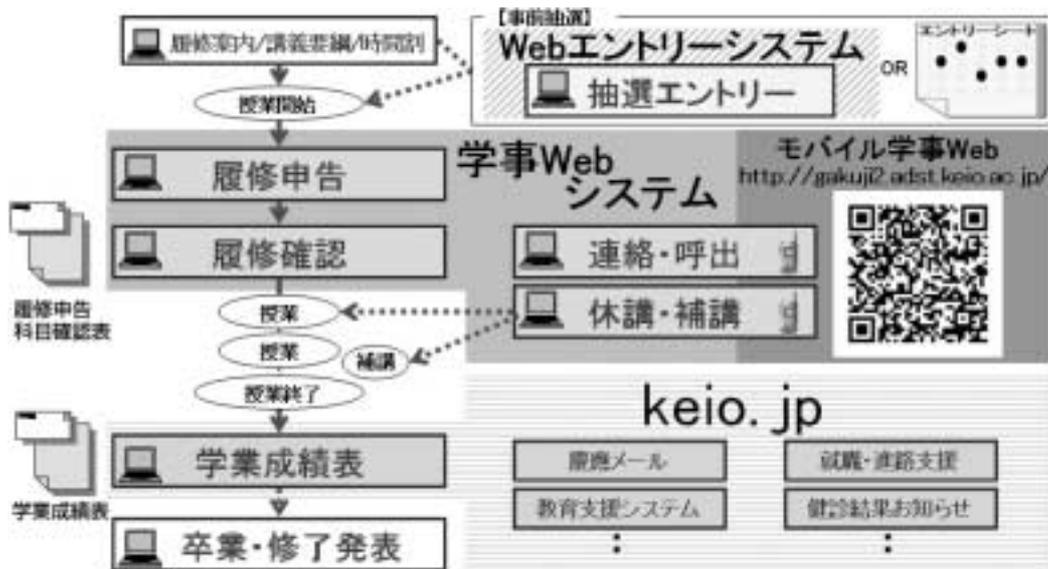 【事前抽選】
履修案内/講義要綱/時間割
Webエントリーシステム
抽選エントリー
OR
エントリーシート
授業開始
履修申告
学事Web
システム
モバイル学事Web
http://gakuji2.adst.keio.ac.jp/
履修確認
連絡・呼出
履修申告
科目確認表
授業
休講・補講
授業
補講
授業終了
keio.jp
学業成績表
慶應メール
就職・進路支援
学業成績表
教育支援システム
健診結果お知らせ
卒業・修了発表